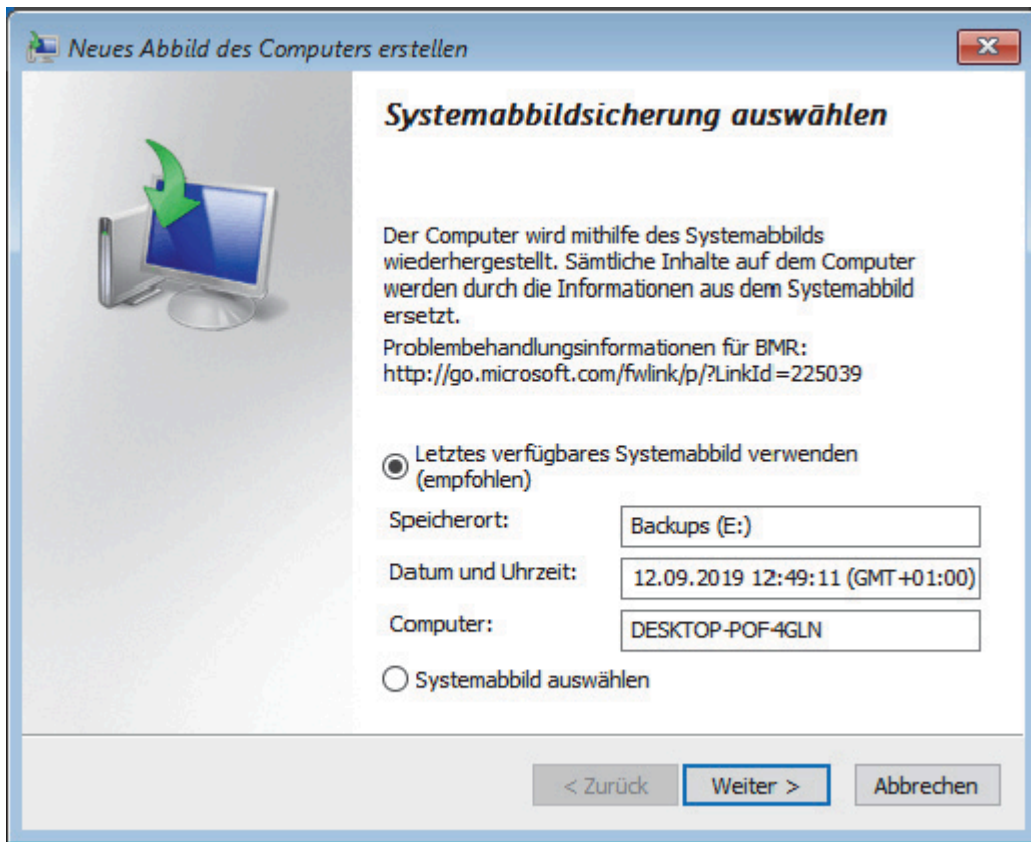 Neues Abbild des Computers erstellen
Systemabbildsicherung auswählen
Der Computer wird mithilfe des Systemabbilds
wiederhergestellt. Sämtliche Inhalte auf dem Computer
werden durch die Informationen aus dem Systemabbild
ersetzt.
Problembehandlungsinformationen für BMR:
http://go.microsoft.com/fwlink/p/?LinkId=225039
Letztes verfügbares Systemabbild verwenden
(empfohlen)
Speicherort: Backups (E:)
Datum und Uhrzeit: 12.09.2019 12:49:11 (GMT+01:00)
Computer: DESKTOP-POF4GLN
Systemabbild auswählen
< Zurück Weiter > Abbrechen